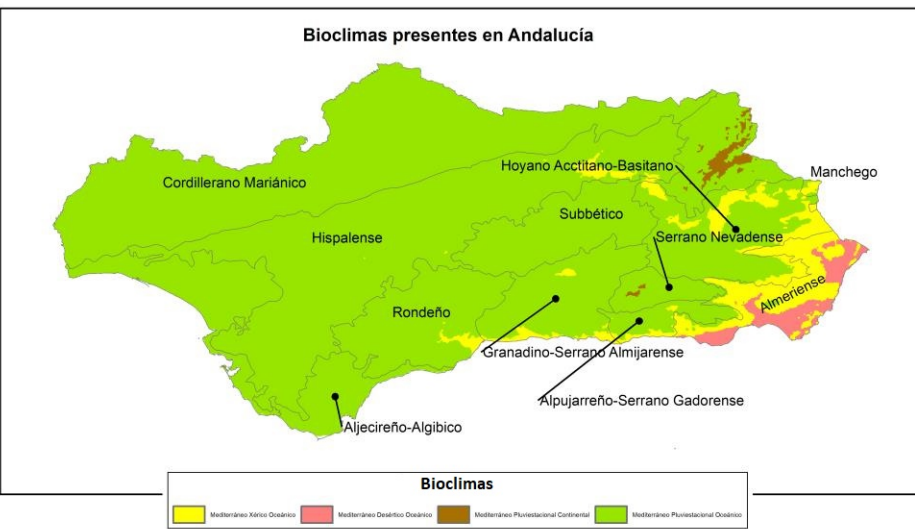 Bioclimas presentes en Andalucía
Hoyano Acctitano-Basitano
Manchego
Cordillerano Mariánico
Subbético
Hispalense
Serrano Nevadense
Almeriense
Rondeño
Granadino-Serrano Almijarense
Alpujarreño-Serrano Gadorense
Aljecireño-Algibico
Bioclimas
Mediterráneo Xérico Oceánico
Mediterráneo Desértico Oceánico
Mediterráneo Pluviestacional Continental
Mediterráneo Pluviestacional Oceánico